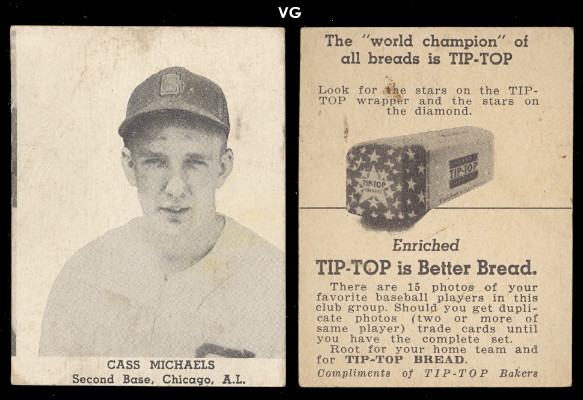 VG
CASS MICHAELS
Second Base, Chicago, A.L.
The "world champion" of
all breads is TIP-TOP
Look for the stars on the TIP-
TOP wrapper and the stars on
the diamond.
TIP-TOP
TIP-TOP
Enriched
TIP-TOP is Better Bread.
There are 15 photos of your
favorite baseball players in this
club group. Should you get dupli-
cate photos (two or more of
same player) trade cards until
you have the complete set.
Root for your home team and
for TIP-TOP BREAD.
Compliments of TIP-TOP Bakers